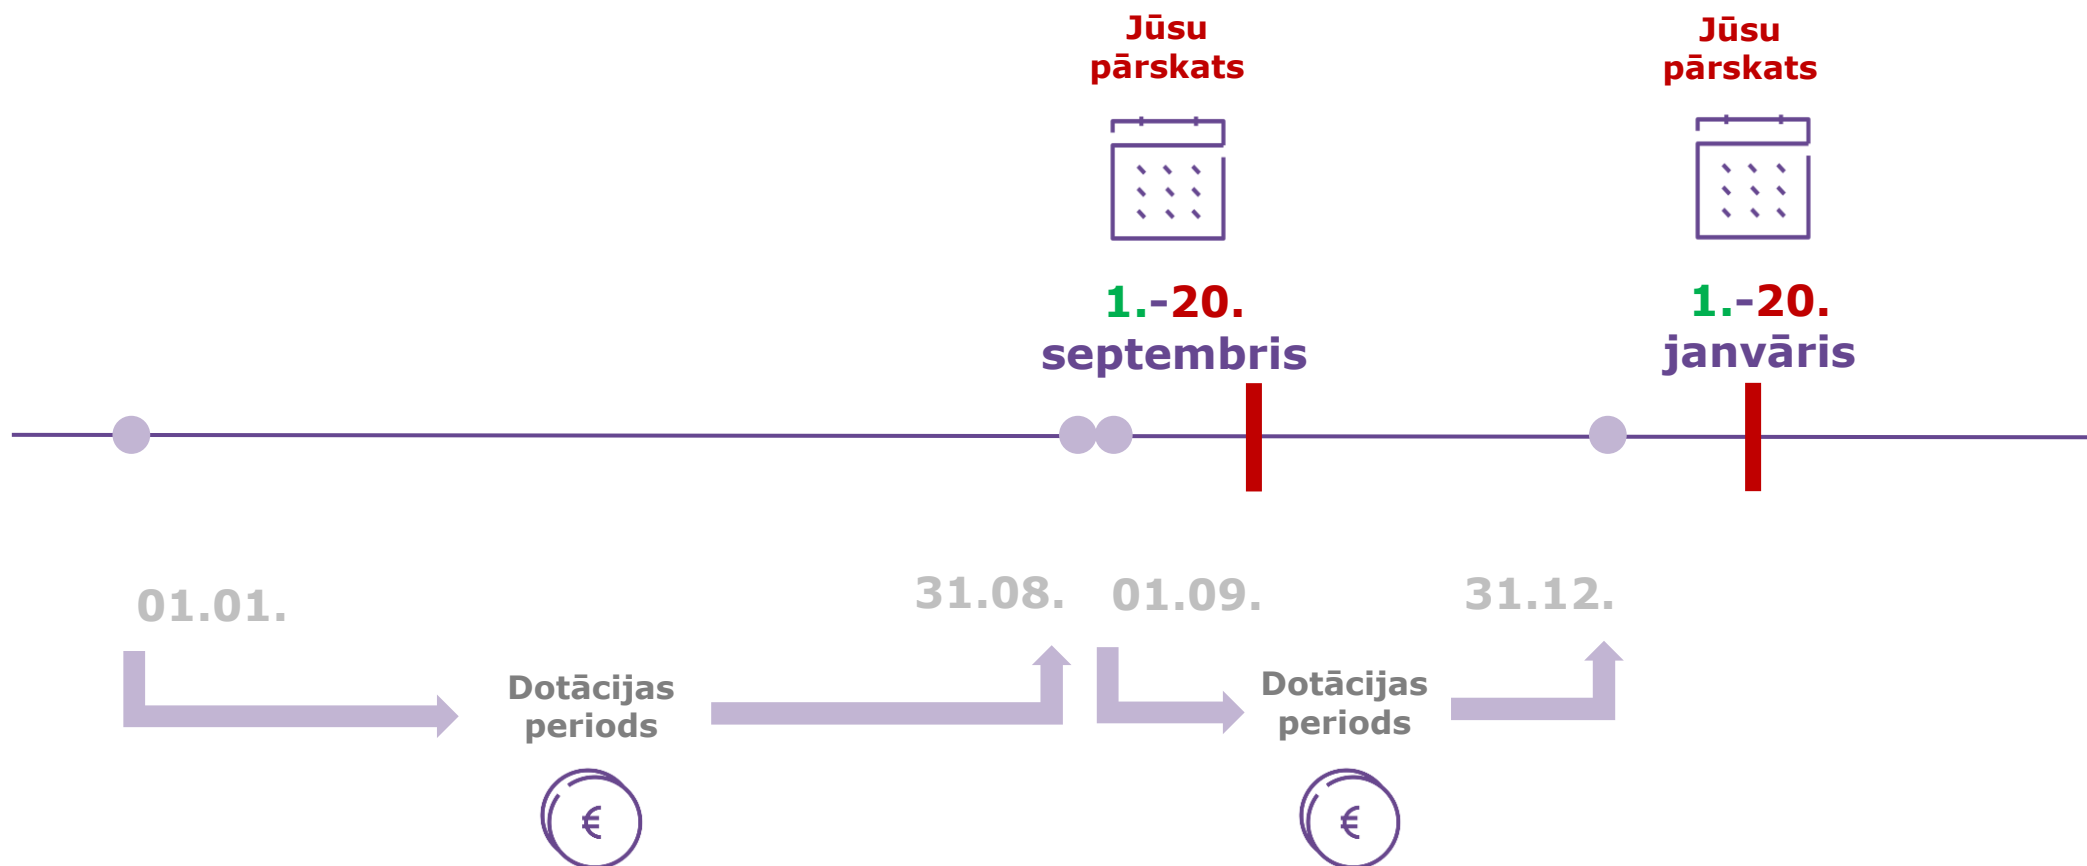 Jūsu
pārskats
Jūsu
pārskats
1.-20.
septembris
1.-20.
janvāris
01.01.
31.08.
01.09.
31.12.
Dotācijas
periods
Dotācijas
periods
€
€